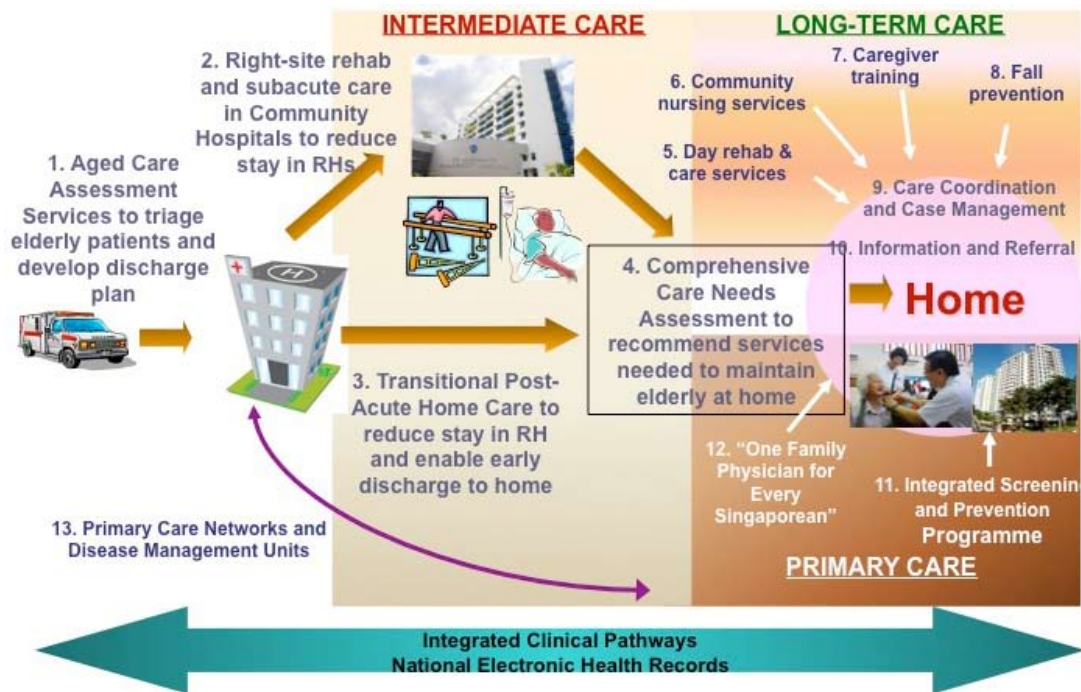 INTERMEDIATE CARE
LONG-TERM CARE
1. Aged Care
Assessment
Services to triage
elderly patients and
develop discharge
plan
2. Right-site rehab
and subacute care
in Community
Hospitals to reduce
stay in RHs
H
3. Transitional Post-
Acute Home Care to
reduce stay in RH
and enable early
discharge to home
4. Comprehensive
Care Needs
Assessment to
recommend services
needed to maintain
elderly at home
5. Day rehab &
care services
6. Community
nursing services
7. Caregiver
training
8. Fall
prevention
9. Care Coordination
and Case Management
10. Information and Referral
Home
12. “One Family
Physician for
Every
Singaporean”
11. Integrated Screening
and Prevention
Programme
PRIMARY CARE
13. Primary Care Networks and
Disease Management Units
Integrated Clinical Pathways
National Electronic Health Records